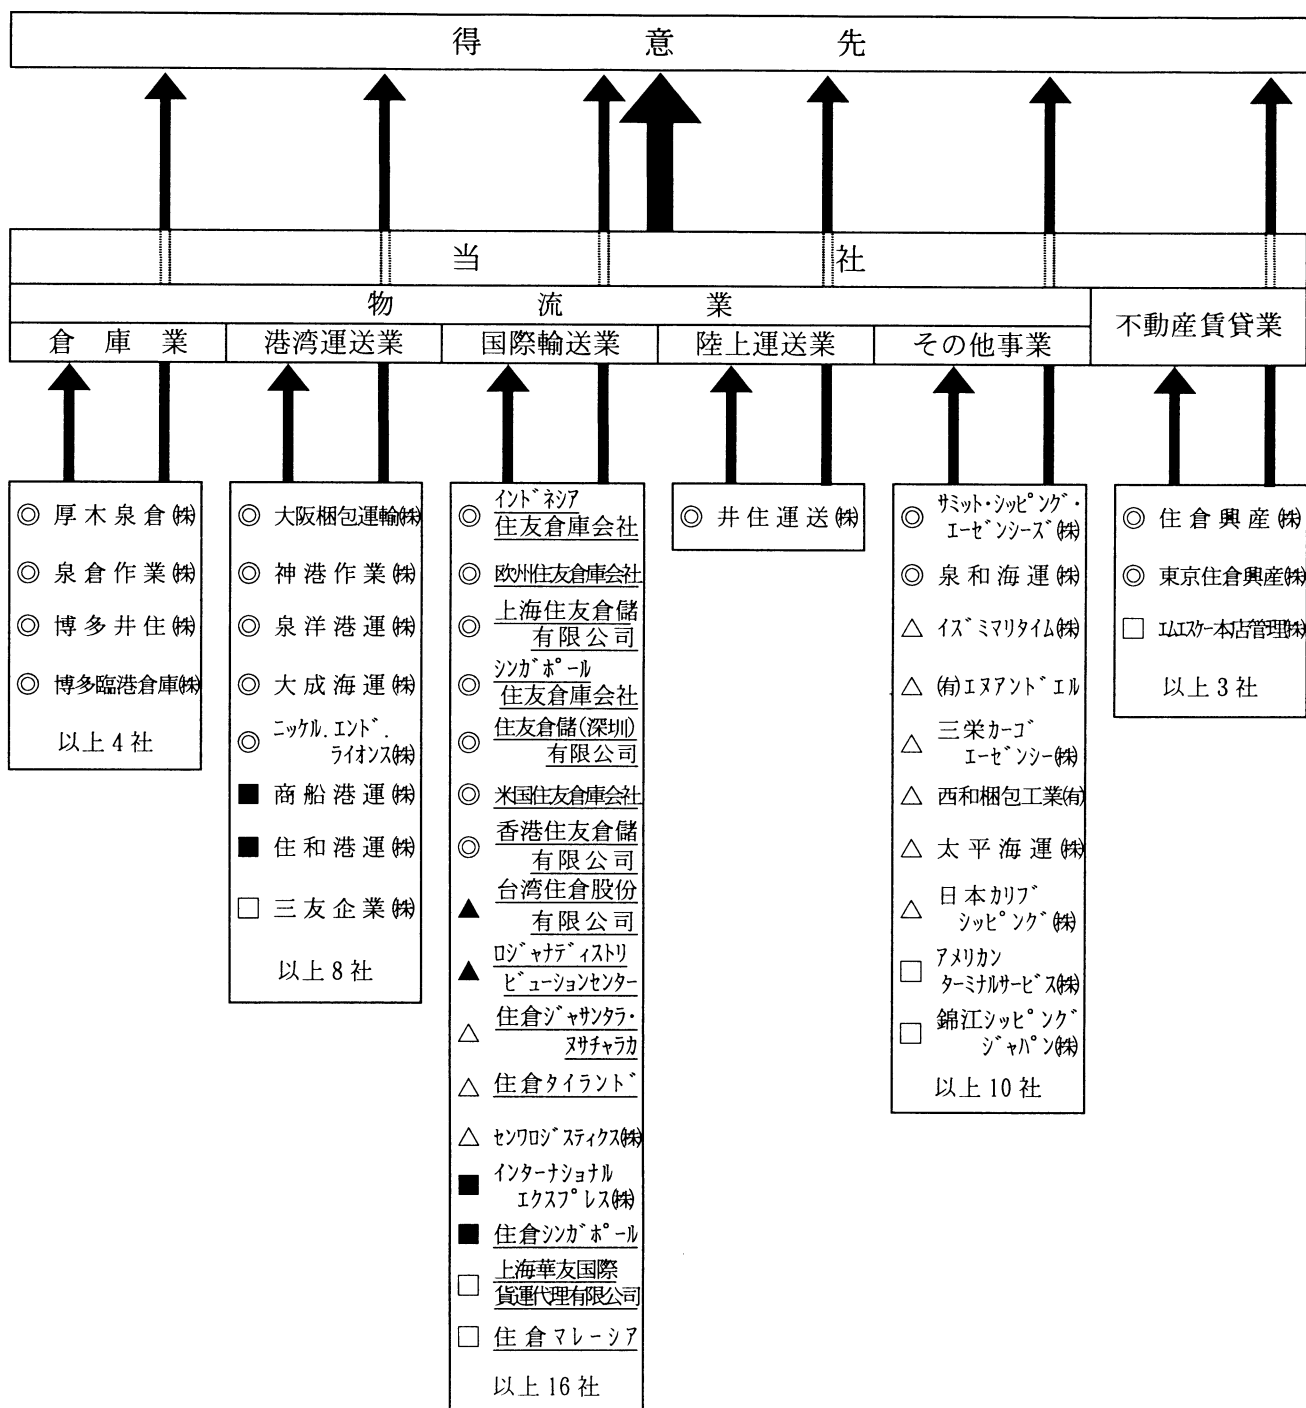 得意先
当社
物流業
不動産賃貸業
倉庫業
港湾運送業
国際輸送業
陸上運送業
その他事業
◎ 厚木泉倉㈱
◎ 泉倉作業㈱
◎ 博多井住㈱
◎ 博多臨港倉庫㈱
以上4社
◎ 大阪梱包運輸㈱
◎ 神港作業㈱
◎ 泉洋港運㈱
◎ 大成海運㈱
◎ ニッケル.エンド.
ライオンス㈱
■ 商船港運㈱
■ 住和港運㈱
□ 三友企業㈱
以上8社
◎ インドネシア
住友倉庫会社
◎ 欧州住友倉庫会社
◎ 上海住友倉儲
有限公司
◎ シンガポール
住友倉庫会社
◎ 住友倉儲(深圳)
有限公司
◎ 米国住友倉庫会社
◎ 香港住友倉儲
有限公司
▲ 台湾住倉股份
有限公司
▲ ロジャナディストリ
ビューションセンター
△ 住倉ジャサンタラ・
ヌサチャラカ
△ 住倉タイランド
△ センワロジスティクス㈱
■ インターナショナル
エクスプレス㈱
■ 住倉シンガポール
□ 上海華友国際
貨運代理有限公司
□ 住倉マレーシア
以上16社
◎ 井住運送㈱
◎ サミット・シッピング・
エーゼンシーズ㈱
◎ 泉和海運㈱
△ イズミマリタイム㈱
△ (有)エヌアンドエル
△ 三栄カーゴ
エーゼンシー㈱
△ 西和梱包工業㈲
△ 太平海運㈱
△ 日本カリブ
シッピング㈱
□ アメリカン
ターミナルサービス㈱
□ 錦江シッピング
ジャパン㈱
以上10社
◎ 住倉興産㈱
◎ 東京住倉興産㈱
□ エムエスケー本店管理㈱
以上3社